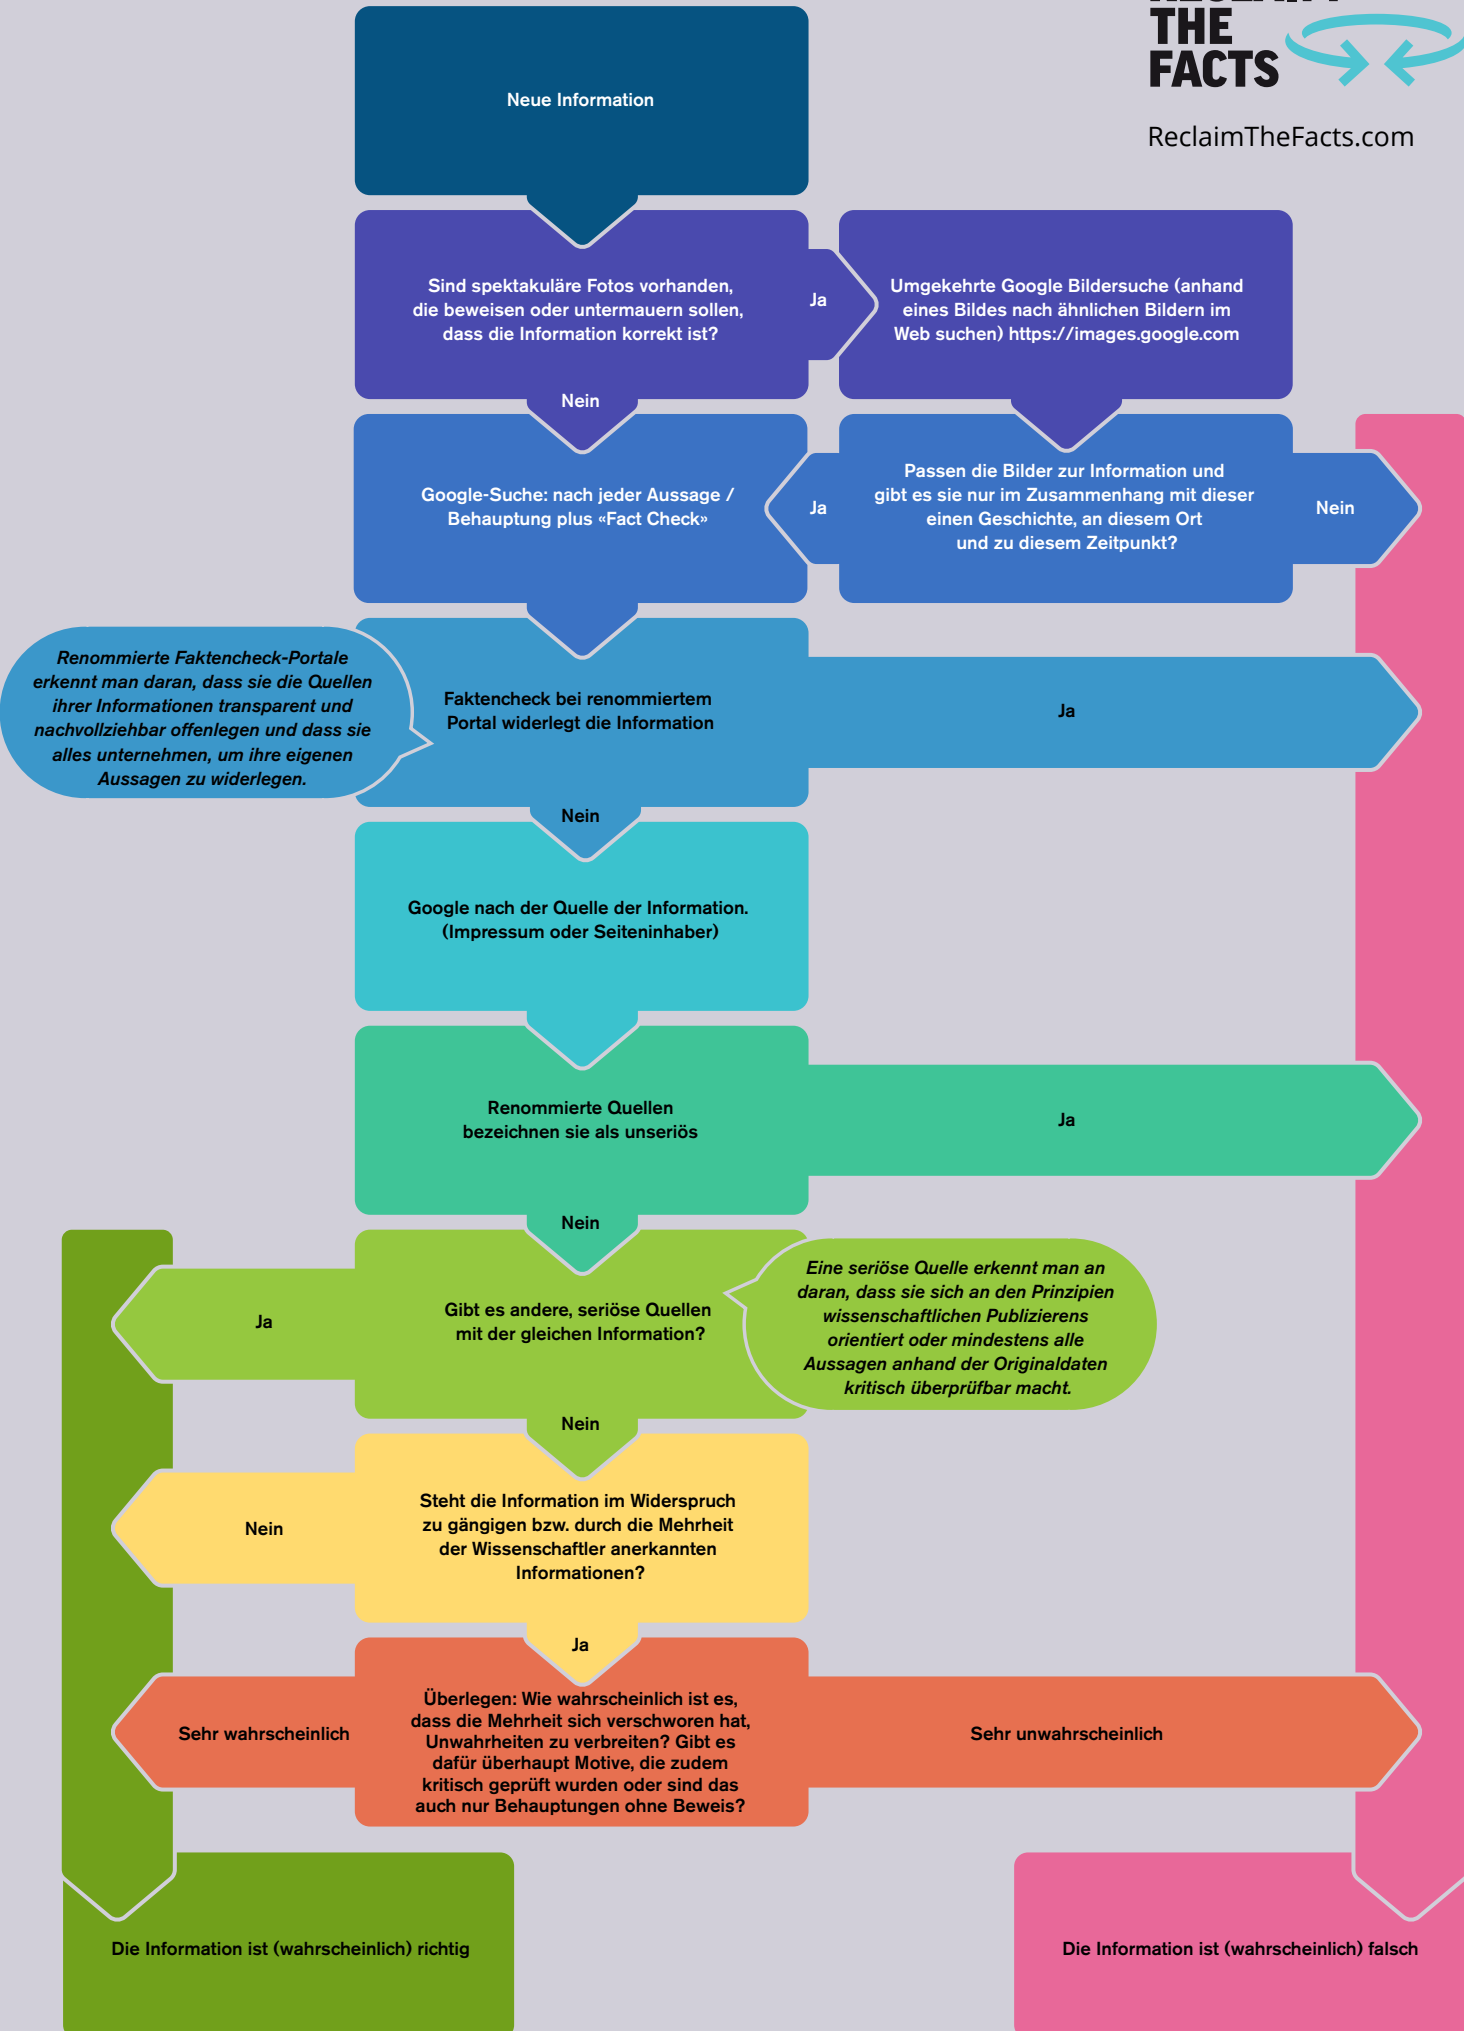 THE
FACTS
ReclaimTheFacts.com
Neue Information
Sind spektakuläre Fotos vorhanden,
die beweisen oder untermauern sollen,
dass die Information korrekt ist?
Ja
Umgekehrte Google Bildersuche (anhand
eines Bildes nach ähnlichen Bildern im
Web suchen) https://images.google.com
Nein
Google-Suche: nach jeder Aussage /
Behauptung plus «Fact Check»
Ja
Passen die Bilder zur Information und
gibt es sie nur im Zusammenhang mit dieser
einen Geschichte, an diesem Ort
und zu diesem Zeitpunkt?
Nein
Renommierte Faktencheck-Portale
erkennt man daran, dass sie die Quellen
ihrer Informationen transparent und
nachvollziehbar offenlegen und dass sie
alles unternehmen, um ihre eigenen
Aussagen zu widerlegen.
Faktencheck bei renommiertem
Portal widerlegt die Information
Ja
Nein
Google nach der Quelle der Information.
(Impressum oder Seiteninhaber)
Renommierte Quellen
bezeichnen sie als unseriös
Ja
Nein
Ja
Gibt es andere, seriöse Quellen
mit der gleichen Information?
Eine seriöse Quelle erkennt man an
daran, dass sie sich an den Prinzipien
wissenschaftlichen Publizierens
orientiert oder mindestens alle
Aussagen anhand der Originaldaten
kritisch überprüfbar macht.
Nein
Nein
Steht die Information im Widerspruch
zu gängigen bzw. durch die Mehrheit
der Wissenschaftler anerkannten
Informationen?
Ja
Sehr wahrscheinlich
Überlegen: Wie wahrscheinlich ist es,
dass die Mehrheit sich verschworen hat,
Unwahrheiten zu verbreiten? Gibt es
dafür überhaupt Motive, die zudem
kritisch geprüft wurden oder sind das
auch nur Behauptungen ohne Beweis?
Sehr unwahrscheinlich
Die Information ist (wahrscheinlich) richtig
Die Information ist (wahrscheinlich) falsch